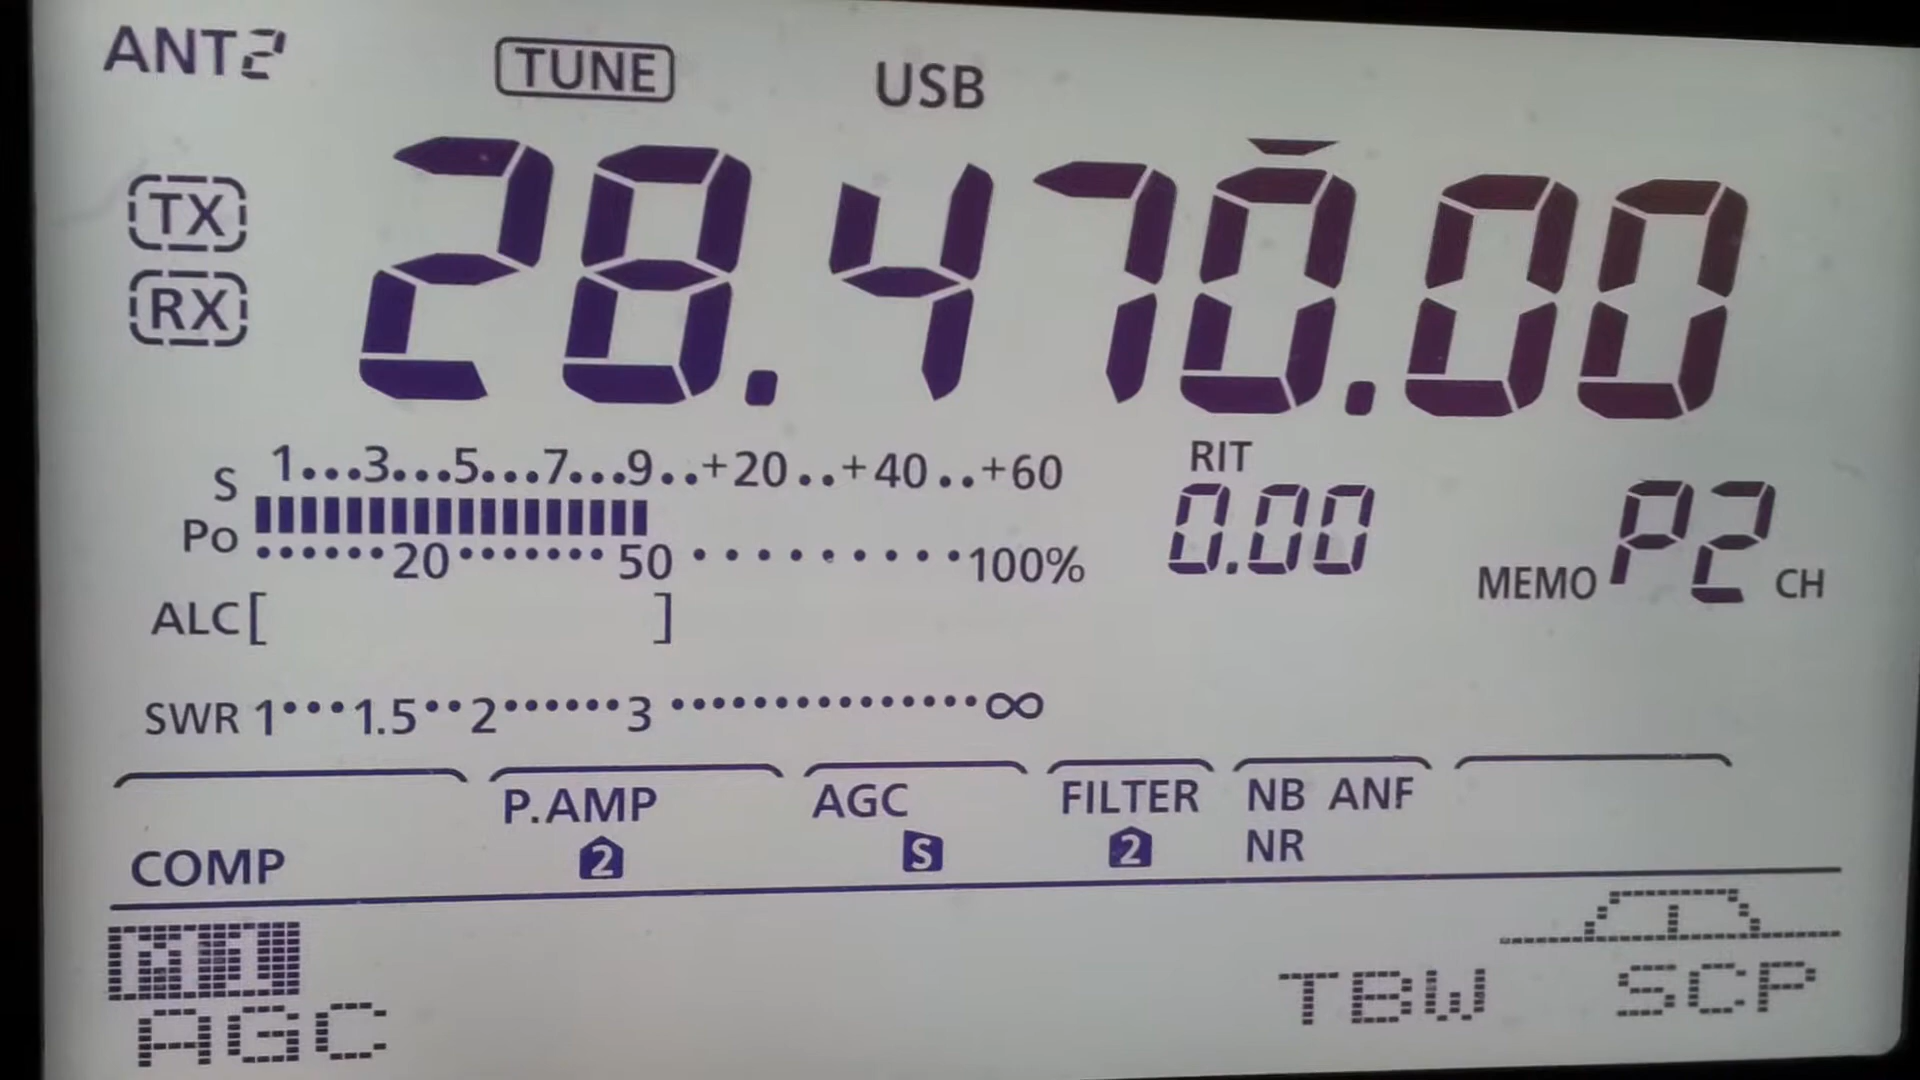 ANT2 TUNE USB
TX
RX
28.470.00
S 1...3...5...7...9..+20..+40..+60
Po ......20.......50.........100%
RIT
0.00
MEMO P2 CH
ALC[ ]
SWR 1•••1.5••2••••••3•••••••••••••••∞
P.AMP AGC FILTER NB ANF
COMP 2 S 2 NR
M1
AGC TBW SCP